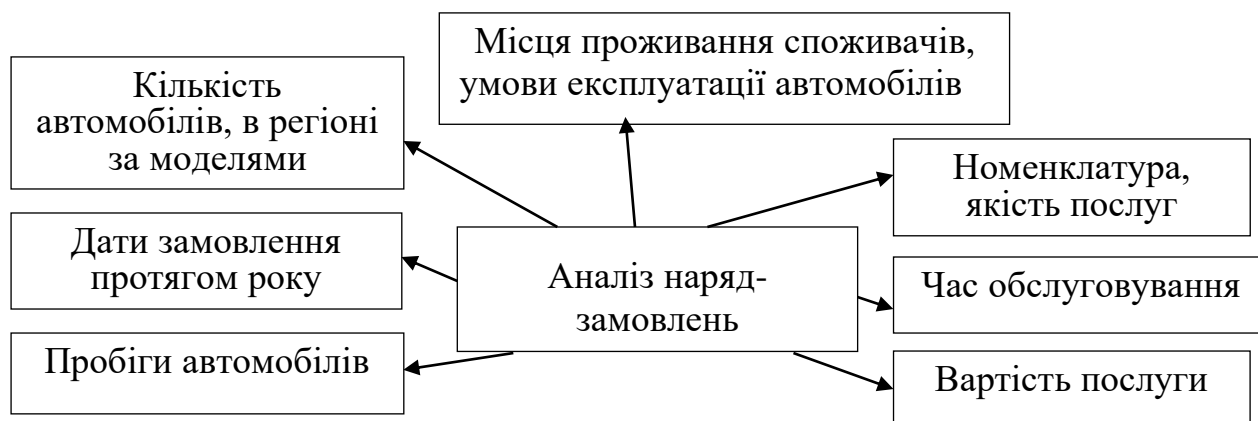 Місця проживання споживачів,
умови експлуатації автомобілів
Кількість
автомобілів, в регіоні
за моделями
Номенклатура,
якість послуг
Дати замовлення
протягом року
Аналіз наряд-
замовлень
Час обслуговування
Пробіги автомобілів
Вартість послуги